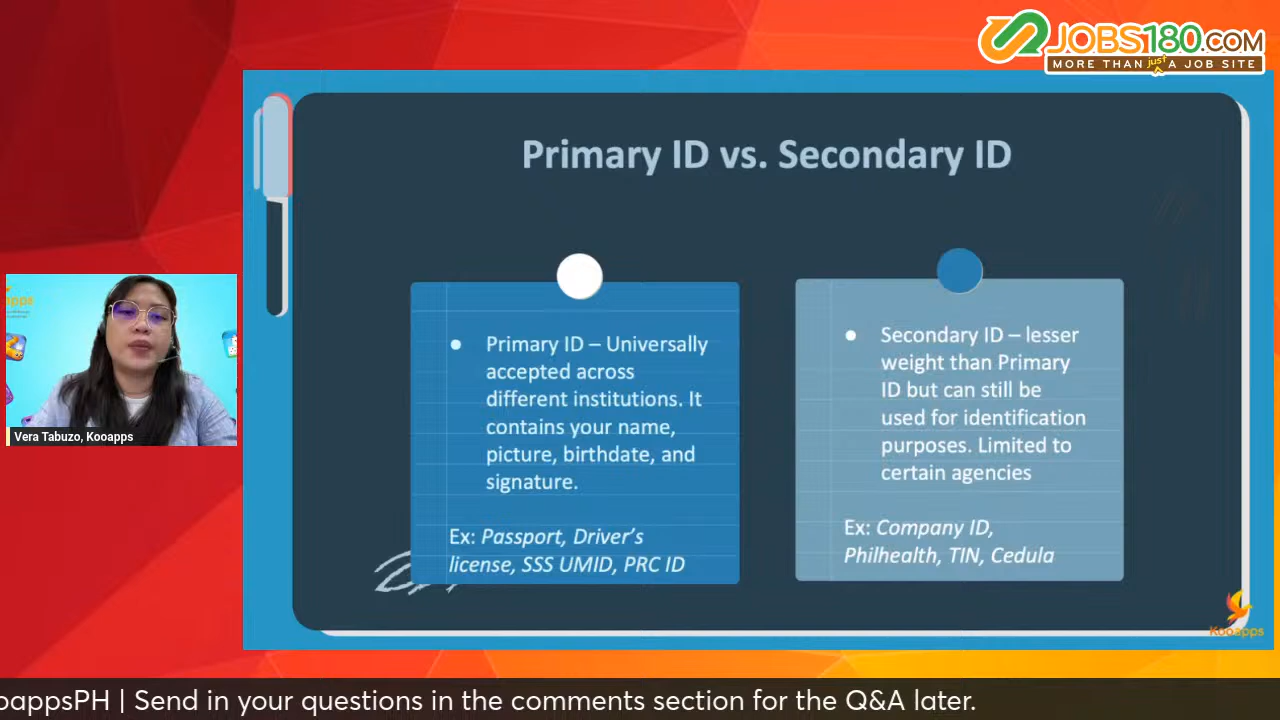 JOBS180.COM
MORE THAN just A JOB SITE
Primary ID vs. Secondary ID
Primary ID – Universally
accepted across
different institutions. It
contains your name,
picture, birthdate, and
signature.
Ex: Passport, Driver's
license, SSS UMID, PRC ID
Secondary ID – lesser
weight than Primary
ID but can still be
used for identification
purposes. Limited to
certain agencies
Ex: Company ID,
Philhealth, TIN, Cedula
Vera Tabuzo, Kooapps
Kooapps
oappsPH | Send in your questions in the comments section for the Q&A later.